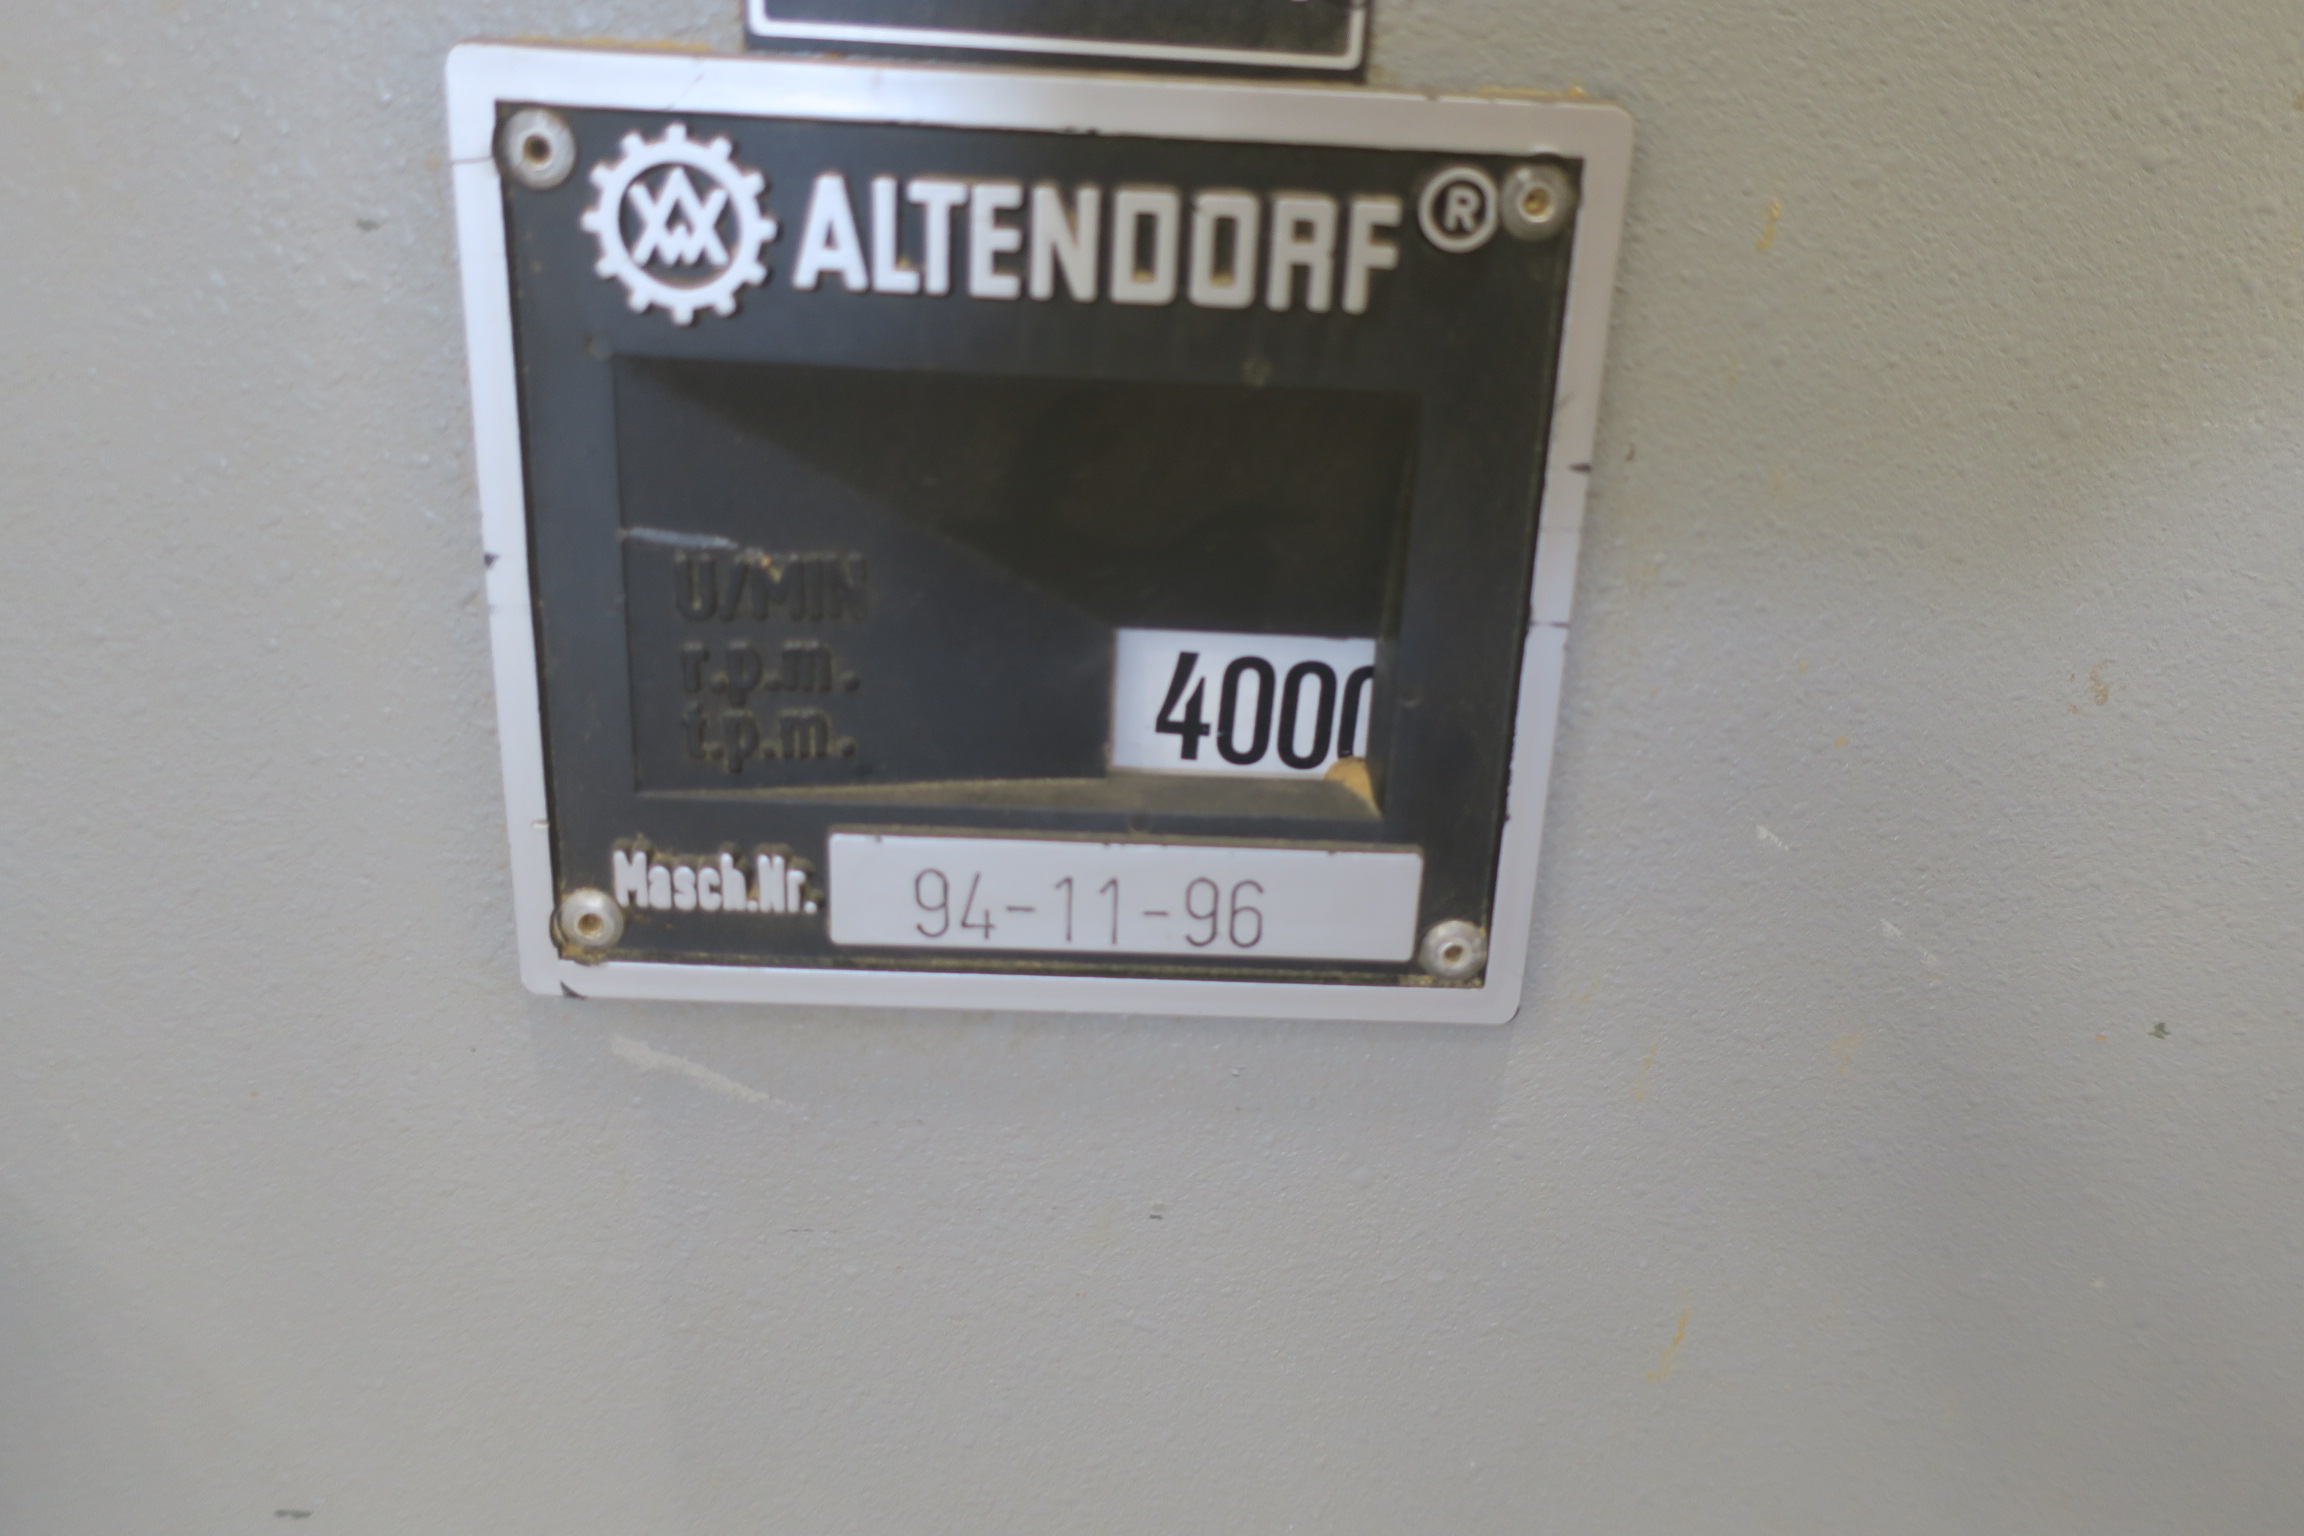 ALTENDORF ®
U/MIN
r.p.m.
t.p.m.
4000
Masch.Nr. 94-11-96